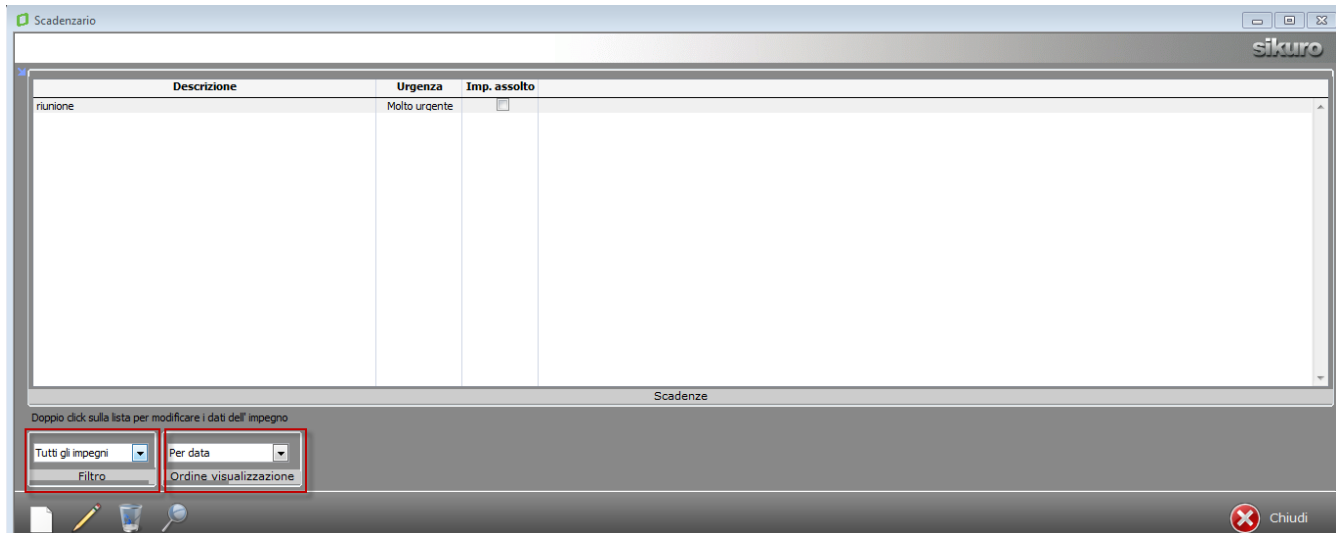 Scadenzario
sikuro
Descrizione Urgenza Imp. assolto
riunione Molto urgente
Scadenze
Doppio click sulla lista per modificare i dati dell' impegno
Tutti gli impegni Per data
Filtro Ordine visualizzazione
Chiudi